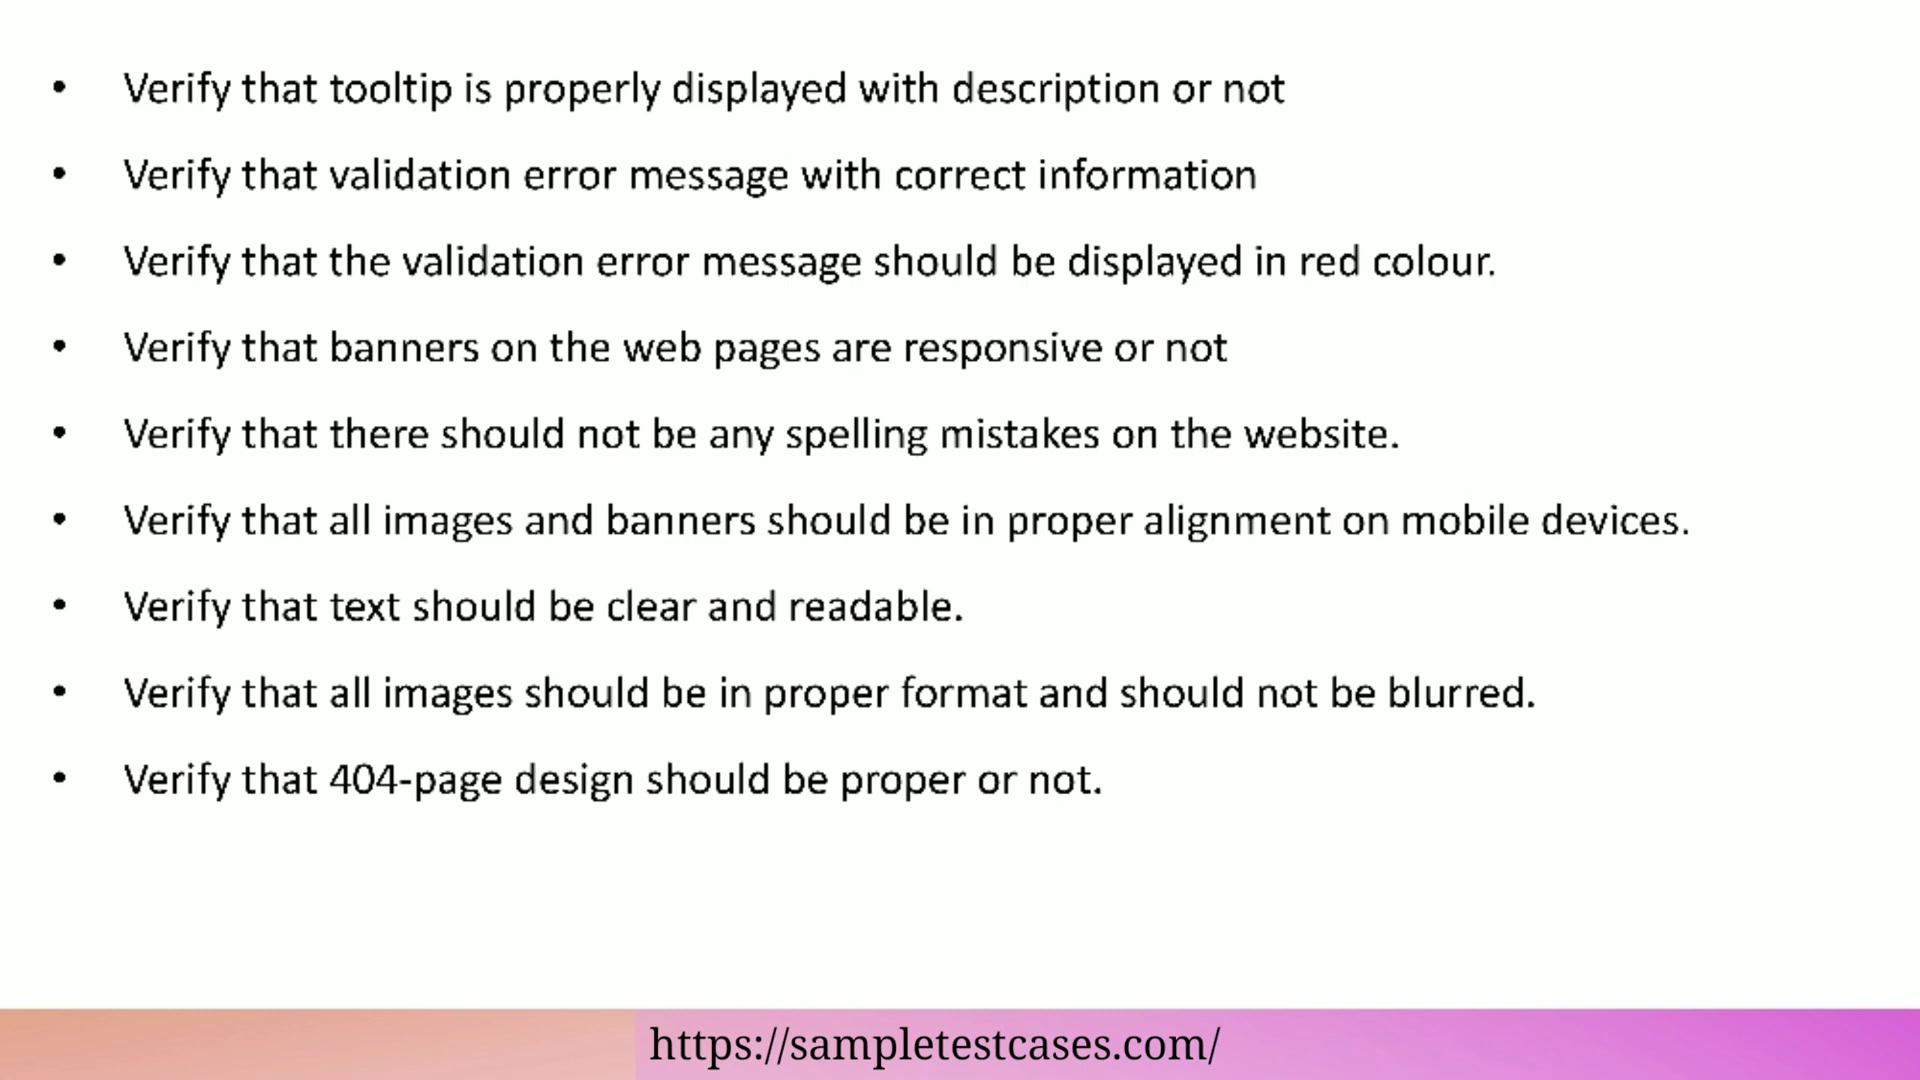 • Verify that tooltip is properly displayed with description or not
• Verify that validation error message with correct information
• Verify that the validation error message should be displayed in red colour.
• Verify that banners on the web pages are responsive or not
• Verify that there should not be any spelling mistakes on the website.
• Verify that all images and banners should be in proper alignment on mobile devices.
• Verify that text should be clear and readable.
• Verify that all images should be in proper format and should not be blurred.
• Verify that 404-page design should be proper or not.
https://sampletestcases.com/